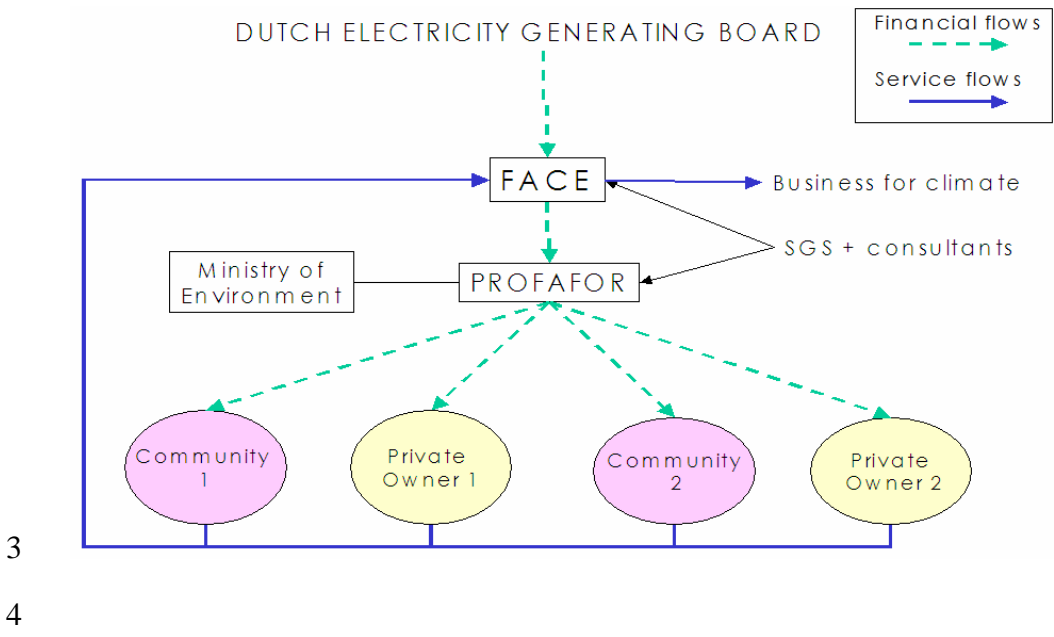 DUTCH ELECTRICITY GENERATING BOARD
Financial flows
Service flows
FACE
Business for climate
SGS + consultants
Ministry of
Environment
PROFAFOR
Community
1
Private
Owner 1
Community
2
Private
Owner 2
3
4